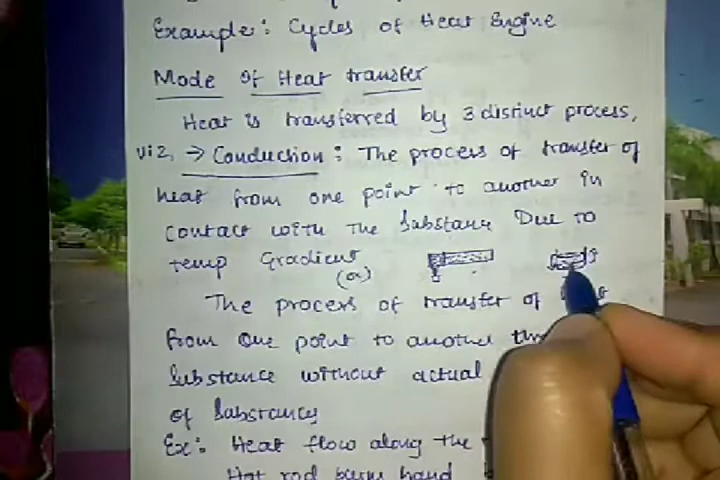 Example: Cycles of Heat Engine
Mode of Heat transfer
Heat is transferred by 3 distinct process,
viz, → Conduction: The process of transfer of
heat from one point to another in
contact with the Substance Due to
temp Gradient
(or)
The process of transfer of
from one point to another
Substance without actual
of Substances
Ex: Heat flow along the
Hot rod burns hand